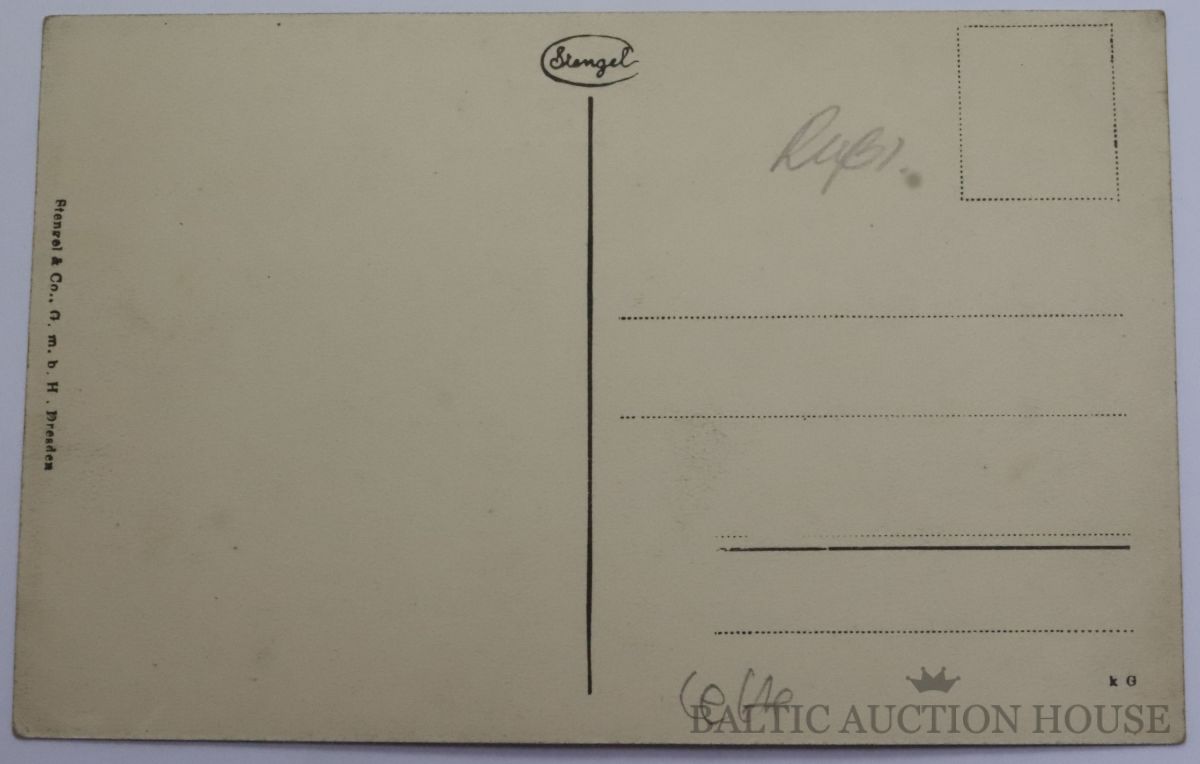 Stengel
Stengel & Co., G. m. b. H. Dresden
k G
BALTIC AUCTION HOUSE